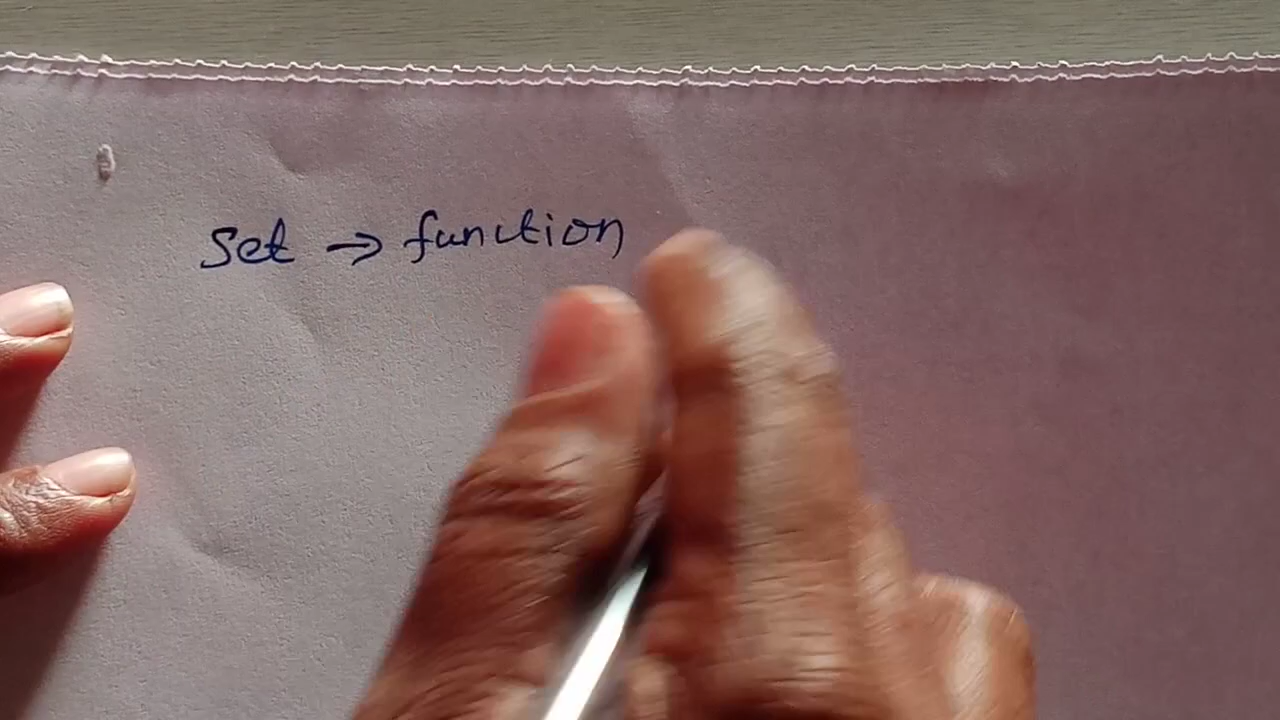 Set → function